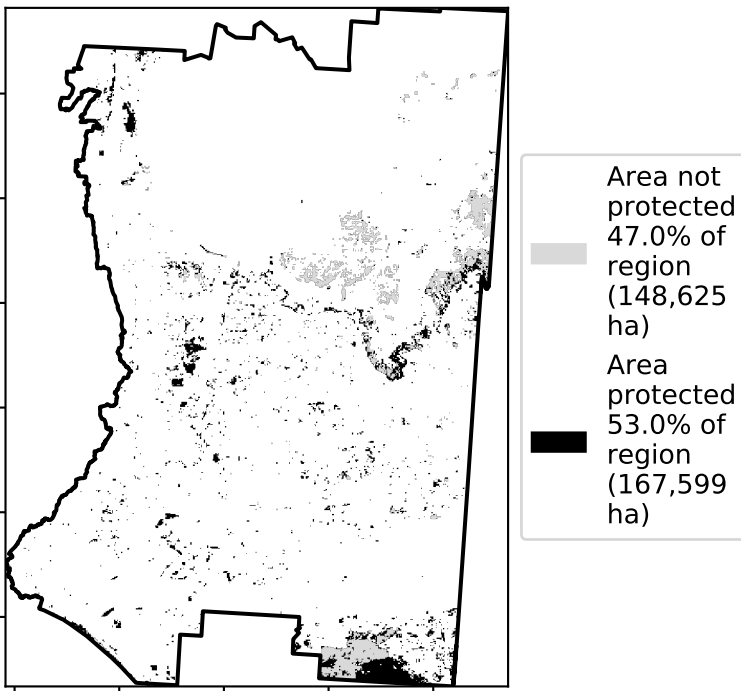 Area not
protected
47.0% of
region
(148,625
ha)
Area
protected
53.0% of
region
(167,599
ha)